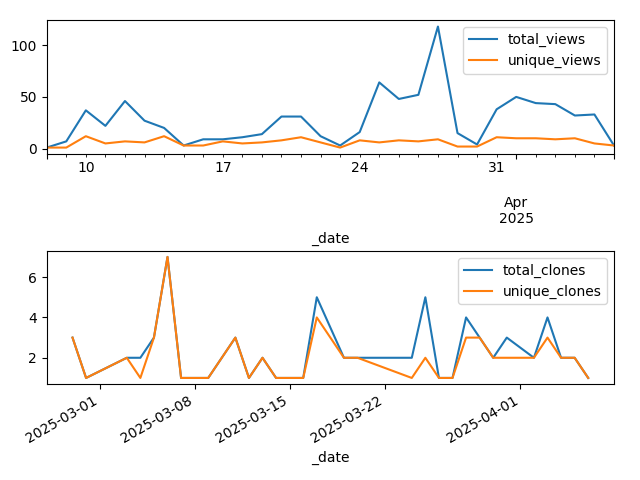 total_views
unique_views
100
50
0
10
17
24
31
Apr
2025
_date
total_clones
unique_clones
6
4
2
2025-03-01
2025-03-08
2025-03-15
2025-03-22
2025-04-01
_date